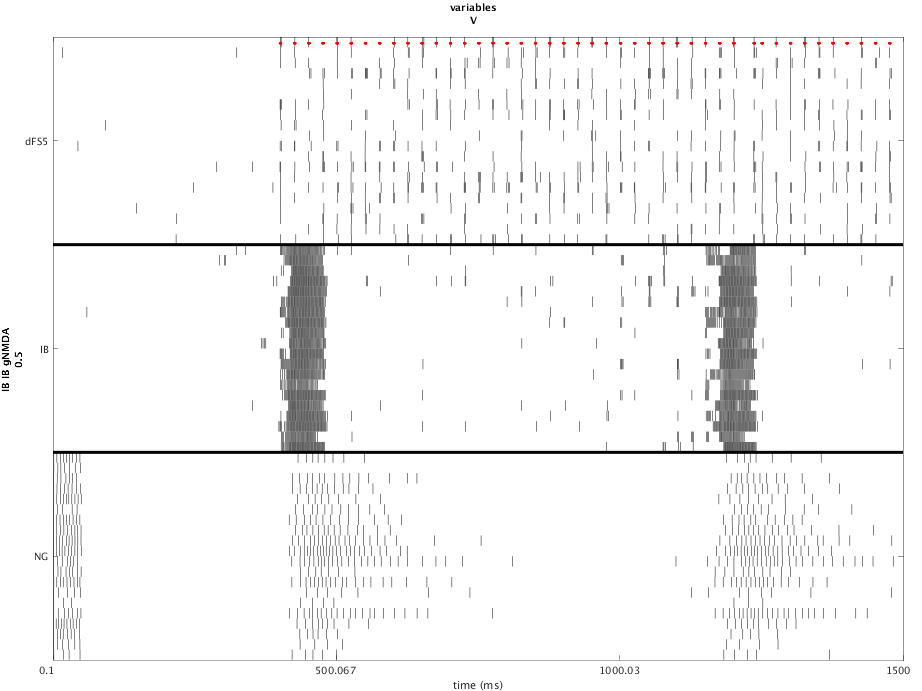 variables
V
dFS5
IB
NG
IB IB gNMDA
0.5
0.1
500.067
1000.03
1500
time (ms)